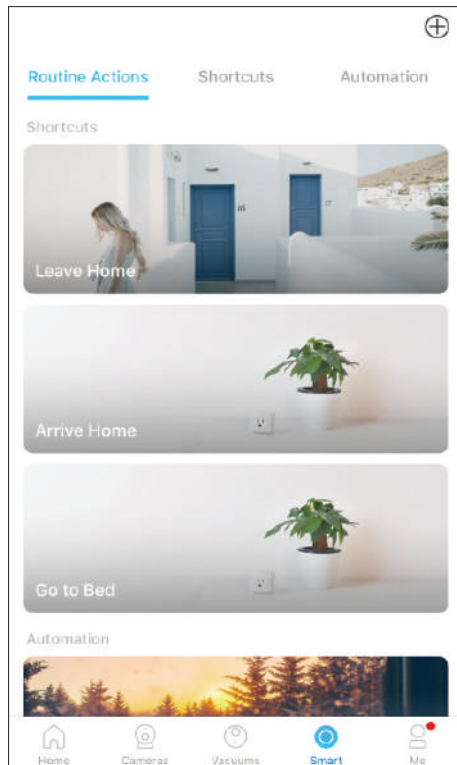 Routine Actions Shortcuts Automation
Shortcuts
Leave Home
Arrive Home
Go to Bed
Automation
Home Cameras Vacuums Smart Me